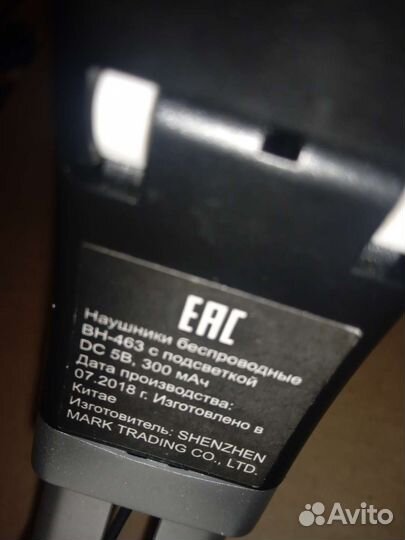 EAC
Наушники беспроводные
BH-463 с подсветкой
DC 5В. 300 мАч
Дата производства:
07.2018 г. Изготовлено в
Китае
Изготовитель: SHENZHEN
MARK TRADING CO., LTD.
Avito